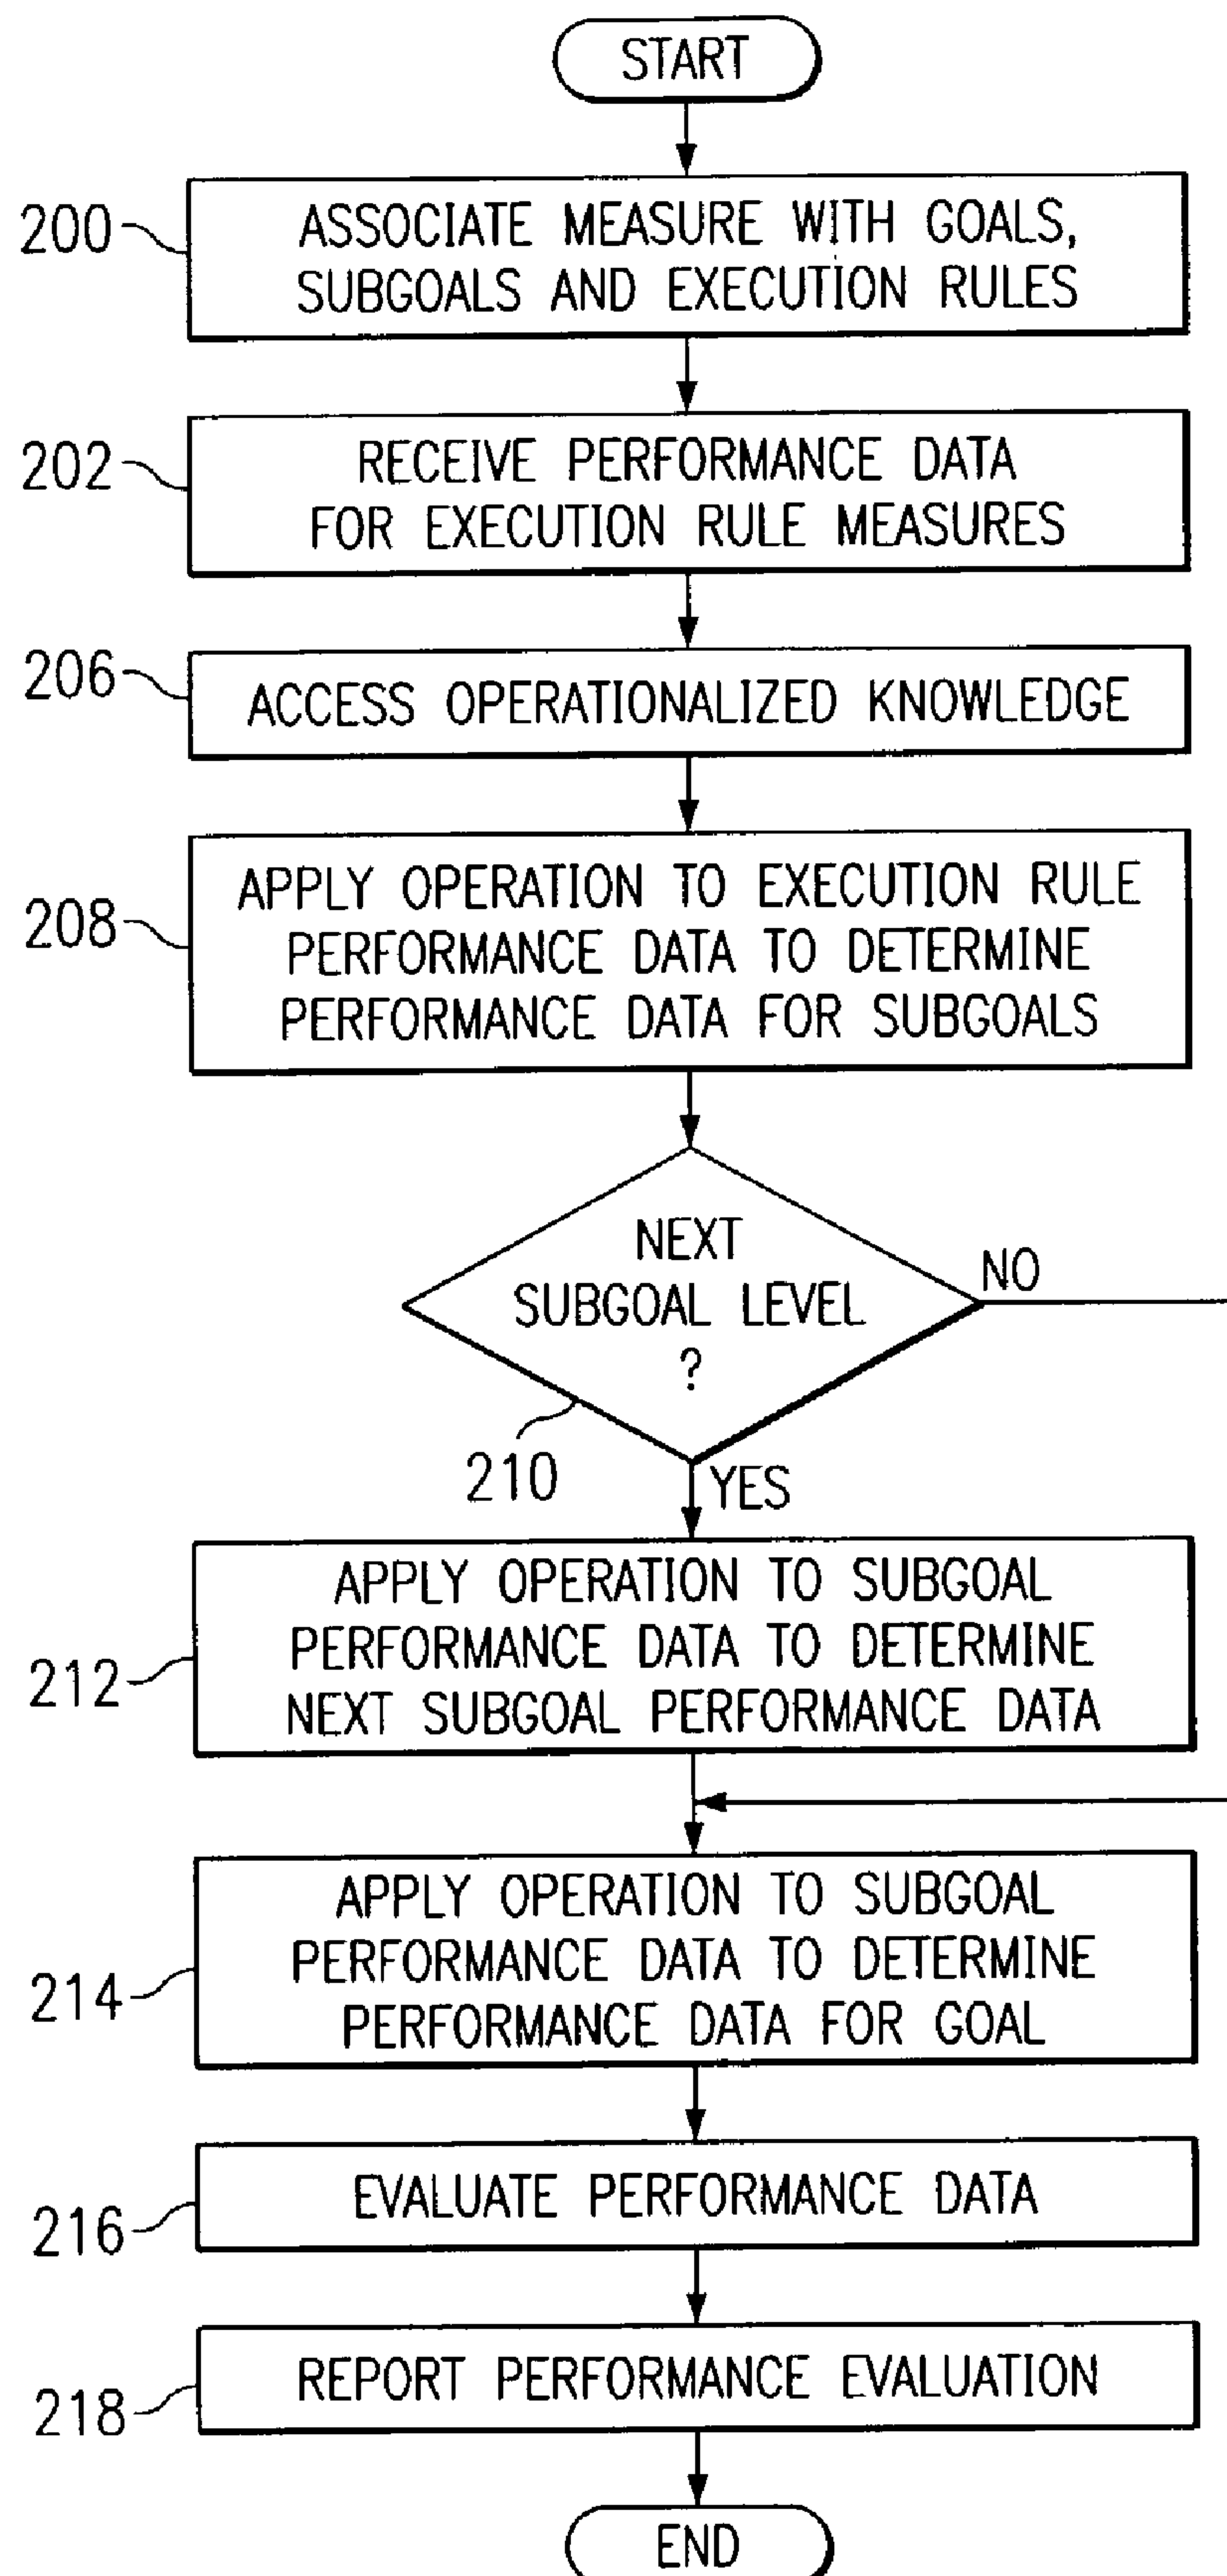 START
200
ASSOCIATE MEASURE WITH GOALS,
SUBGOALS AND EXECUTION RULES
202
RECEIVE PERFORMANCE DATA
FOR EXECUTION RULE MEASURES
206
ACCESS OPERATIONALIZED KNOWLEDGE
208
APPLY OPERATION TO EXECUTION RULE
PERFORMANCE DATA TO DETERMINE
PERFORMANCE DATA FOR SUBGOALS
NEXT
SUBGOAL LEVEL
?
NO
210
YES
212
APPLY OPERATION TO SUBGOAL
PERFORMANCE DATA TO DETERMINE
NEXT SUBGOAL PERFORMANCE DATA
214
APPLY OPERATION TO SUBGOAL
PERFORMANCE DATA TO DETERMINE
PERFORMANCE DATA FOR GOAL
216
EVALUATE PERFORMANCE DATA
218
REPORT PERFORMANCE EVALUATION
END